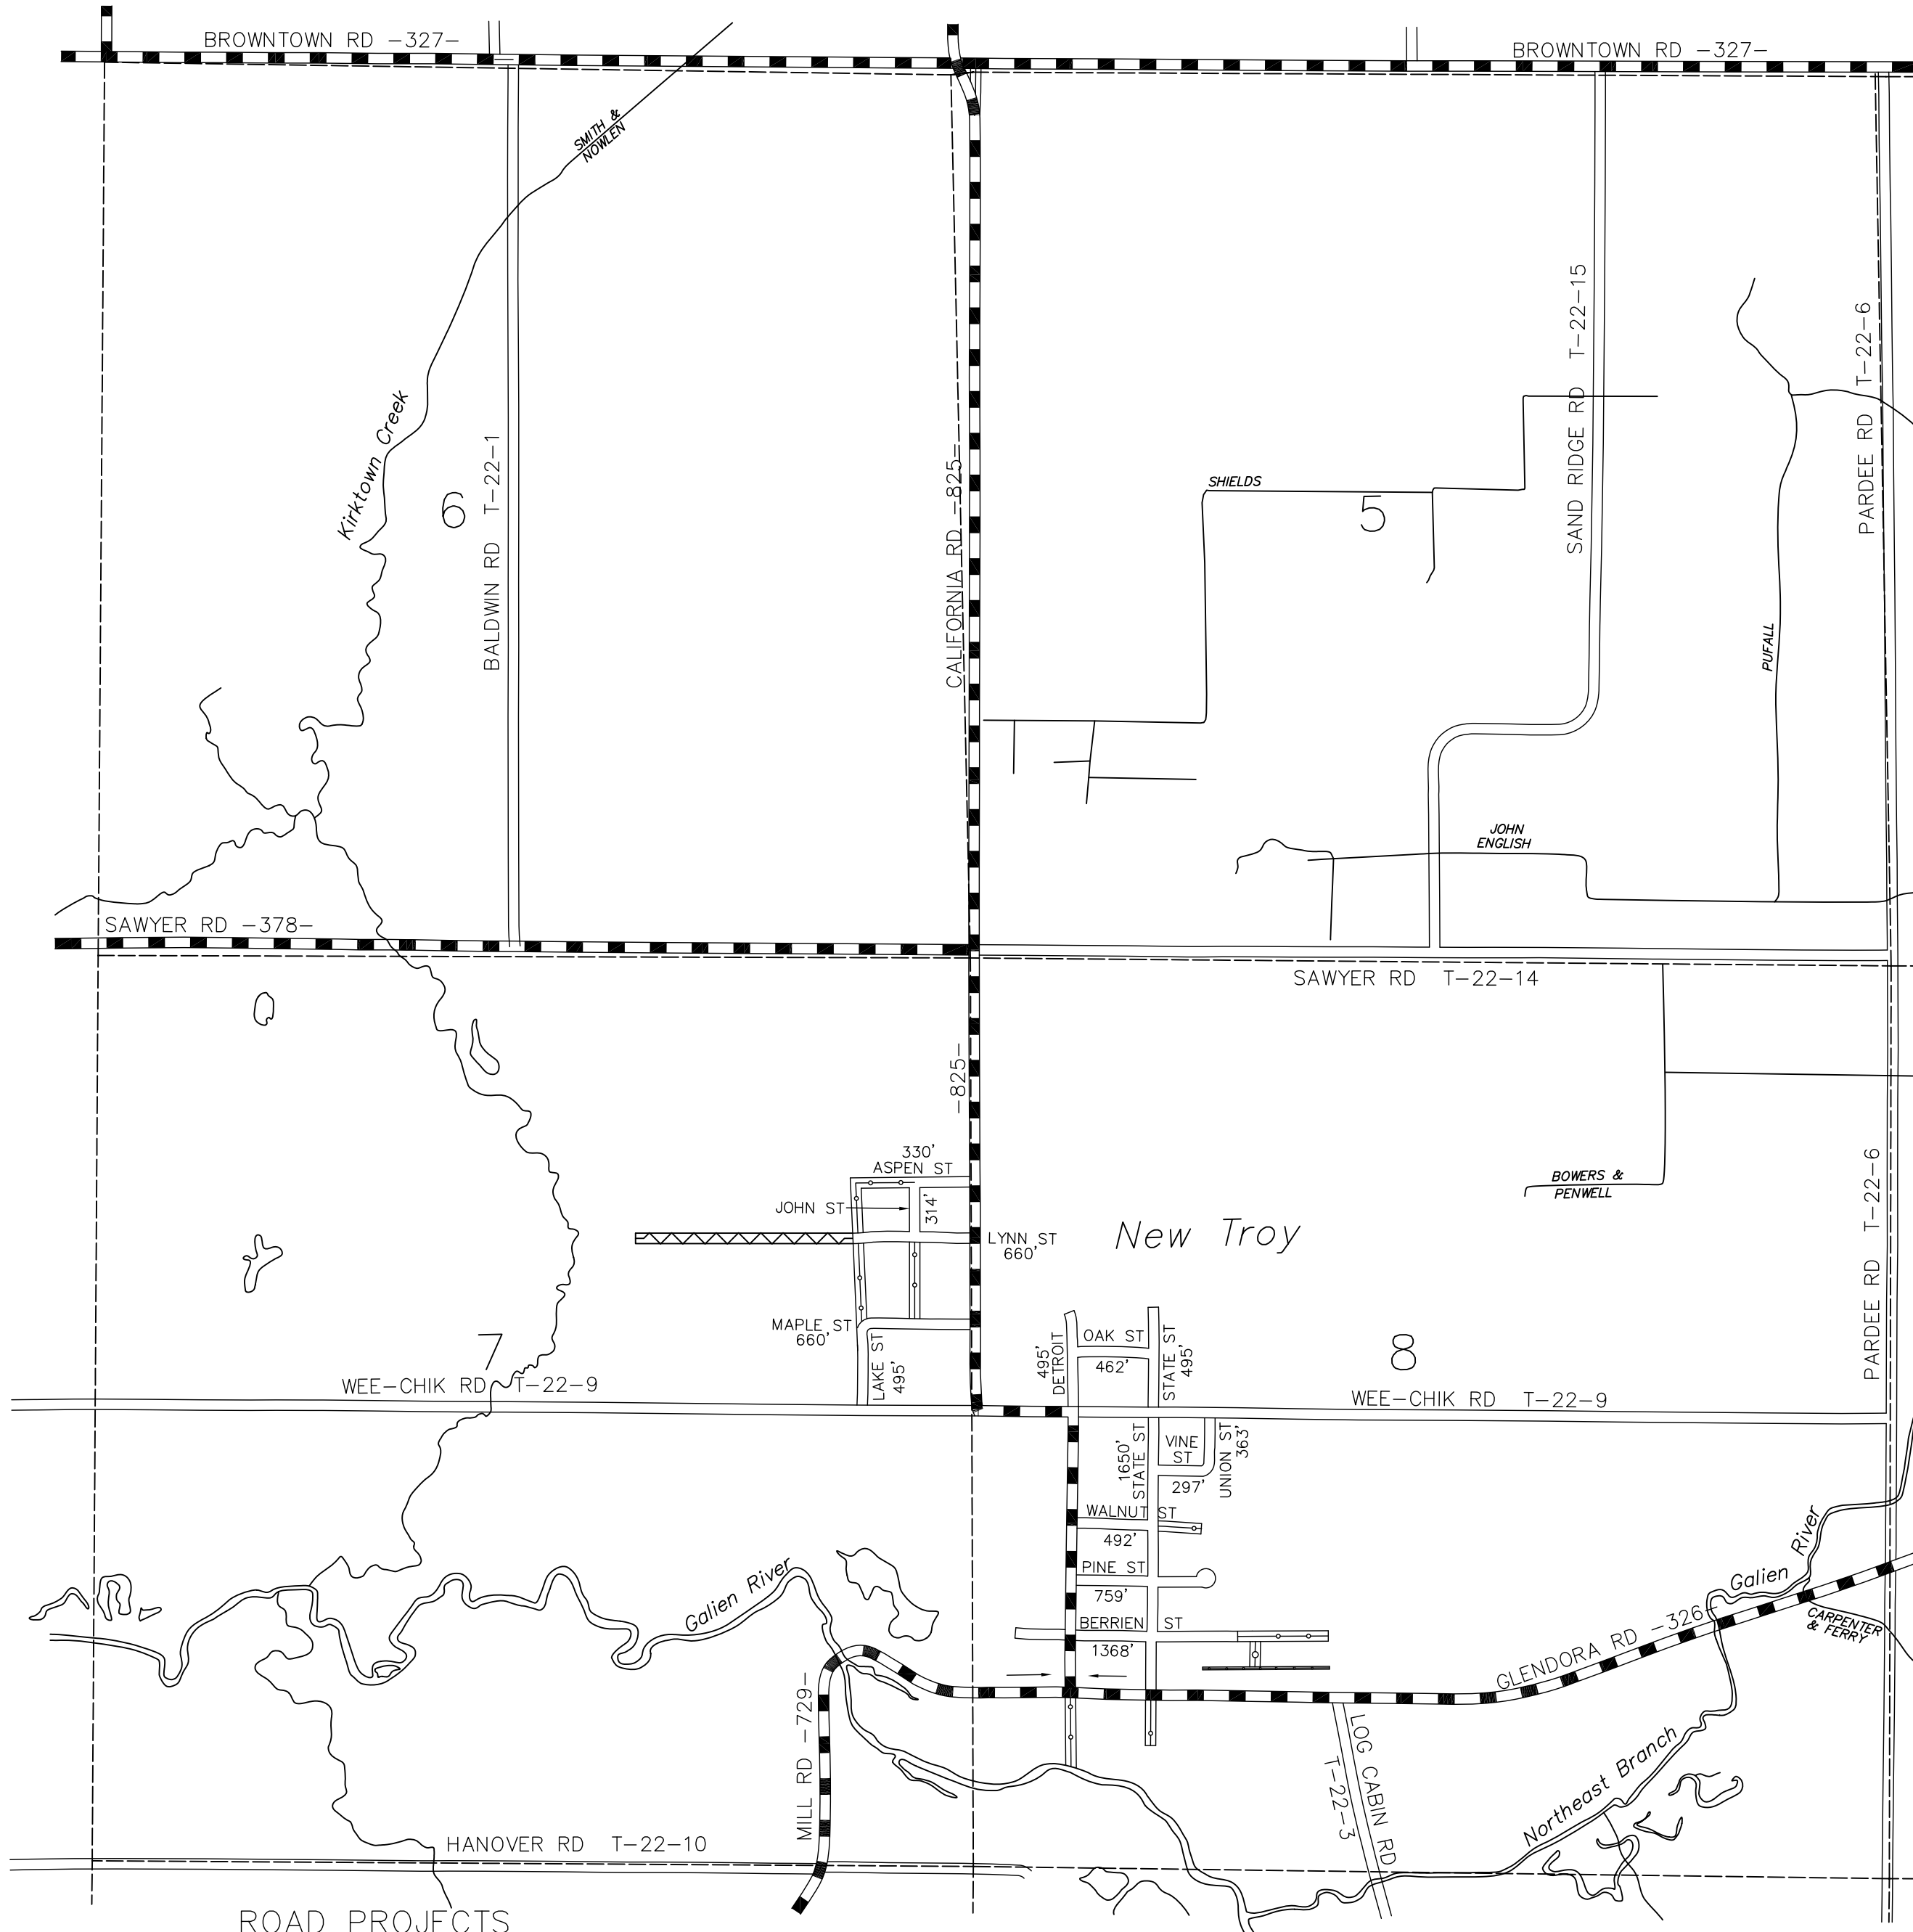 BROWNTOWN RD -327-
BROWNTOWN RD -327-
SMITH &
NOWLEN
SAND RIDGE RD T-22-15
PARDEE RD T-22-6
Kirktown Creek
BALDWIN RD T-22-1
6
CALIFORNIA RD -825-
SHIELDS
5
PUFALL
JOHN
ENGLISH
SAWYER RD -378-
SAWYER RD T-22-14
-825-
330'
ASPEN ST
JOHN ST
314'
LYNN ST
660'
New Troy
BOWERS &
PENWELL
PARDEE RD T-22-6
MAPLE ST
660'
LAKE ST
495'
7
495'
DETROIT
OAK ST
462'
STATE ST
495'
8
WEE-CHIK RD T-22-9
WEE-CHIK RD T-22-9
1650'
STATE ST
VINE
ST
297'
UNION ST
363'
WALNUT ST
492'
PINE ST
759'
BERRIEN ST
1368'
Galien River
Galien River
CARPENTER
& FERRY
GLENDORA RD -326-
MILL RD -729-
LOG CABIN RD
T-22-3
Northeast Branch
HANOVER RD T-22-10
ROAD PROJECTS